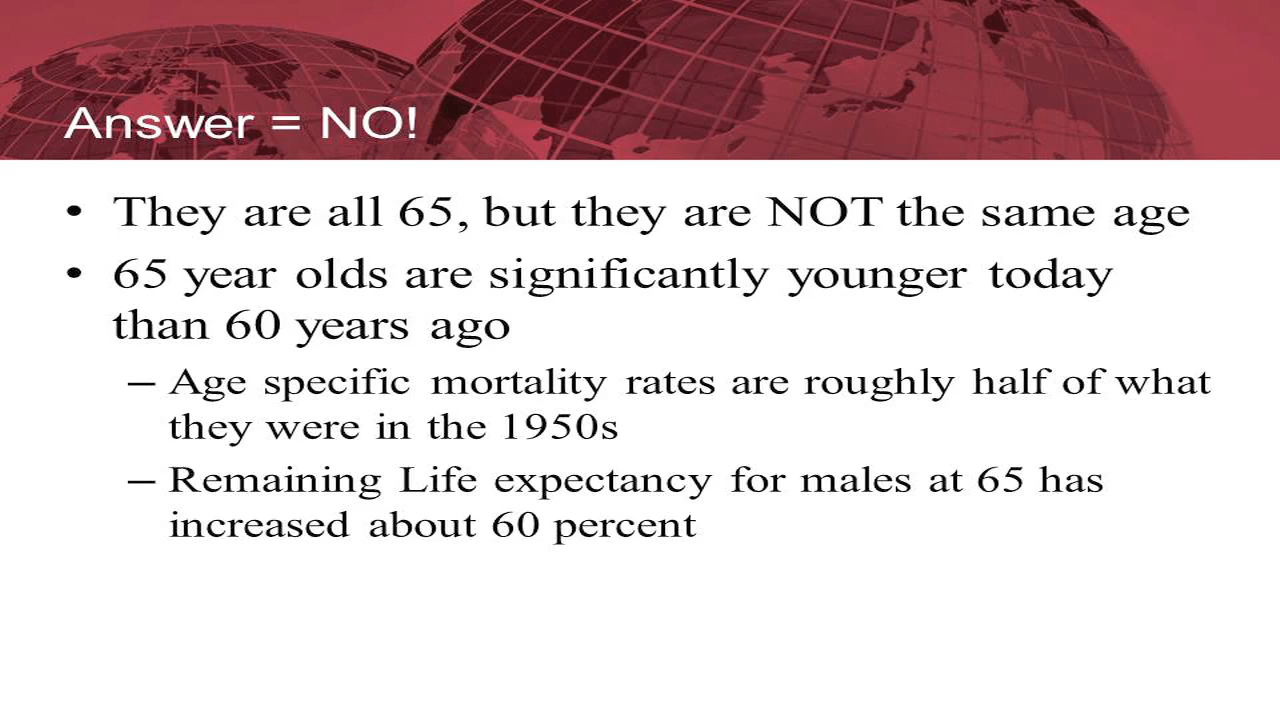 Answer = NO!
• They are all 65, but they are NOT the same age
• 65 year olds are significantly younger today
than 60 years ago
– Age specific mortality rates are roughly half of what
they were in the 1950s
– Remaining Life expectancy for males at 65 has
increased about 60 percent